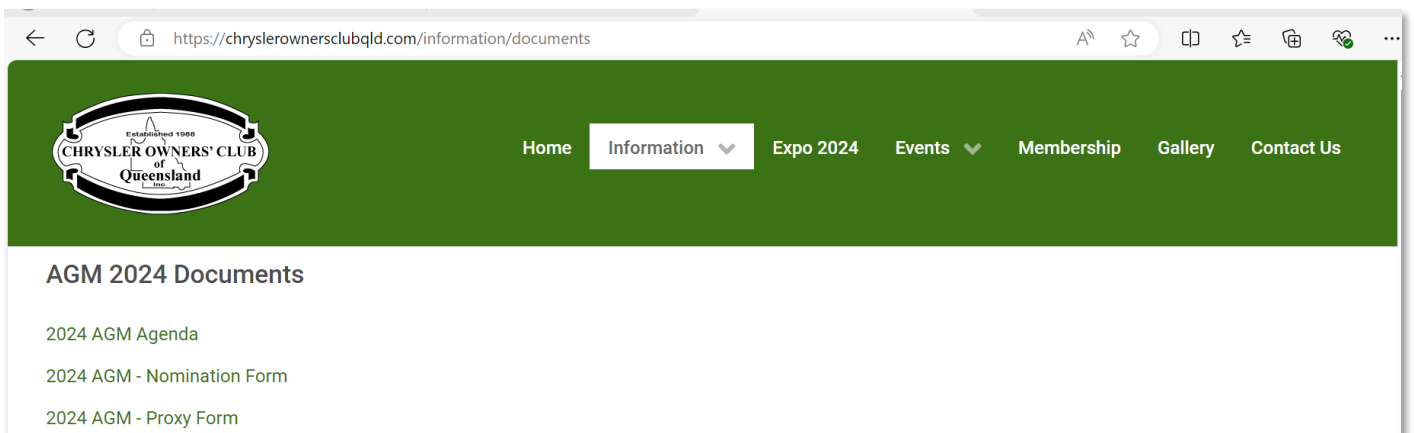 https://chryslerownersclubqld.com/information/documents
Established 1988
CHRYSLER OWNERS' CLUB
of
Queensland
Inc
Home Information Expo 2024 Events Membership Gallery Contact Us
AGM 2024 Documents
2024 AGM Agenda
2024 AGM - Nomination Form
2024 AGM - Proxy Form